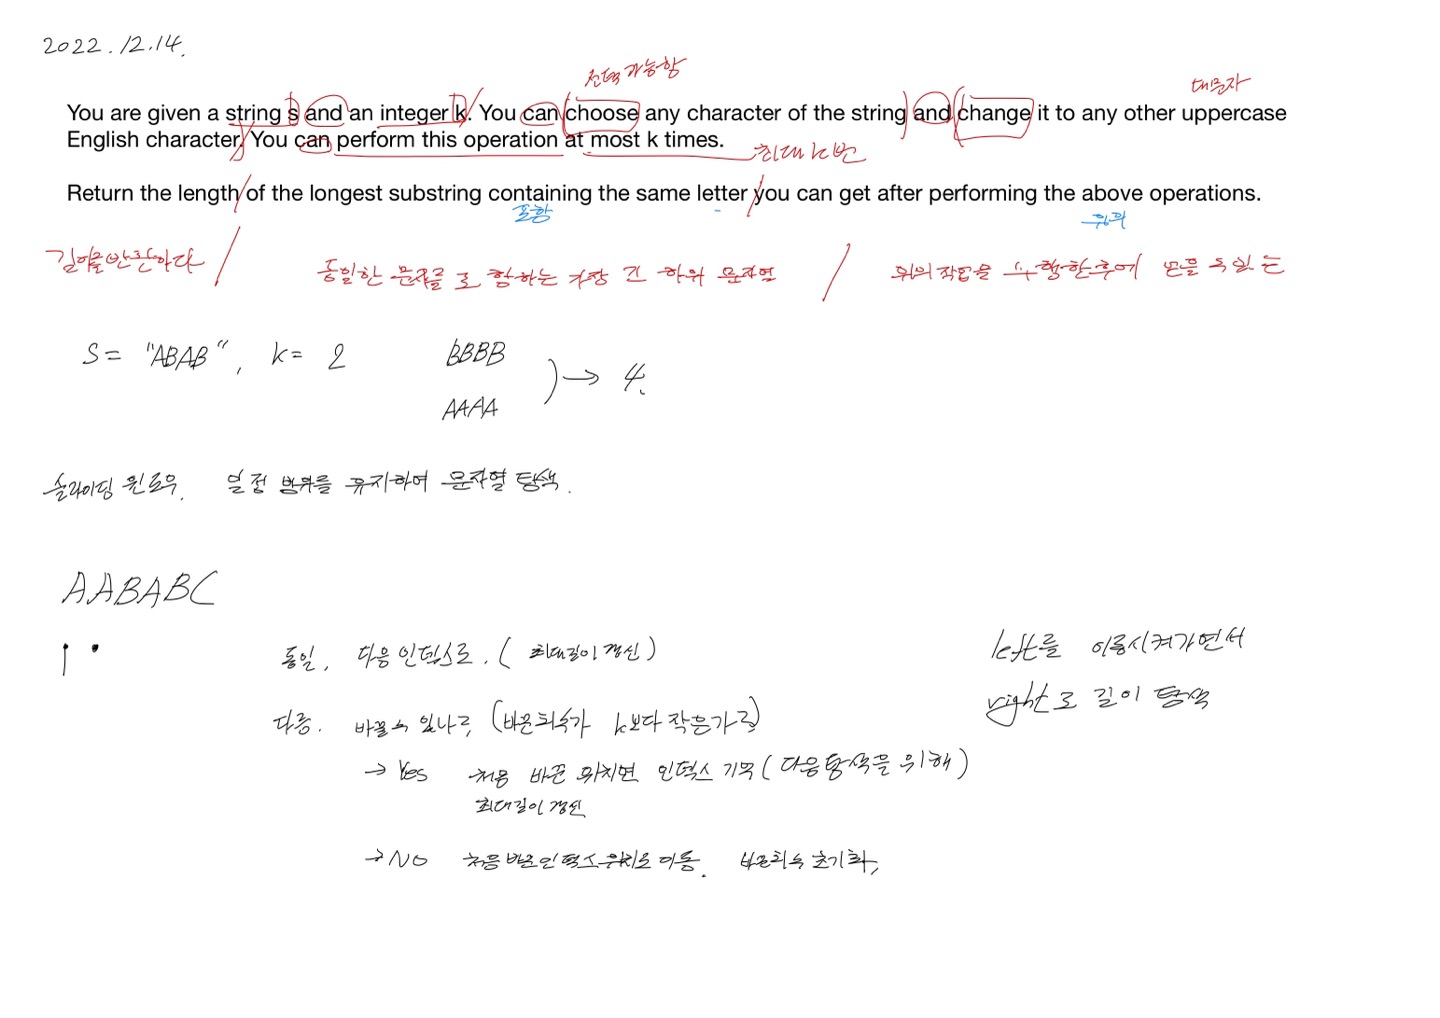 2022.12.14.
선택 가능함
대문자
You are given a string s and an integer k. You can choose any character of the string and change it to any other uppercase
English character. You can perform this operation at most k times.
최대 k번
Return the length of the longest substring containing the same letter you can get after performing the above operations.
포함
길이를 반환하다
동일한 문자를 포함하는 가장 긴 하위 문자열
위의 작업을 수행한 후에 얻을 수 있는
S = "ABAB", k = 2
BBBB
AAAA
→ 4.
슬라이딩 윈도우. 일정 범위를 유지하여 문자열 탐색.
AABABC
동일. 다음 인덱스로. (최대길이 갱신)
left를 이동시켜가면서
right로 길이 탐색
다름. 바꿀 수 있나? (바꾼 회수가 k보다 작은가?)
→ Yes 처음 바꾼 위치면 인덱스 기억 (다음 탐색을 위해)
최대길이 갱신
→ NO 처음 바꾼 인덱스 위치로 이동. 바꾼회수 초기화,